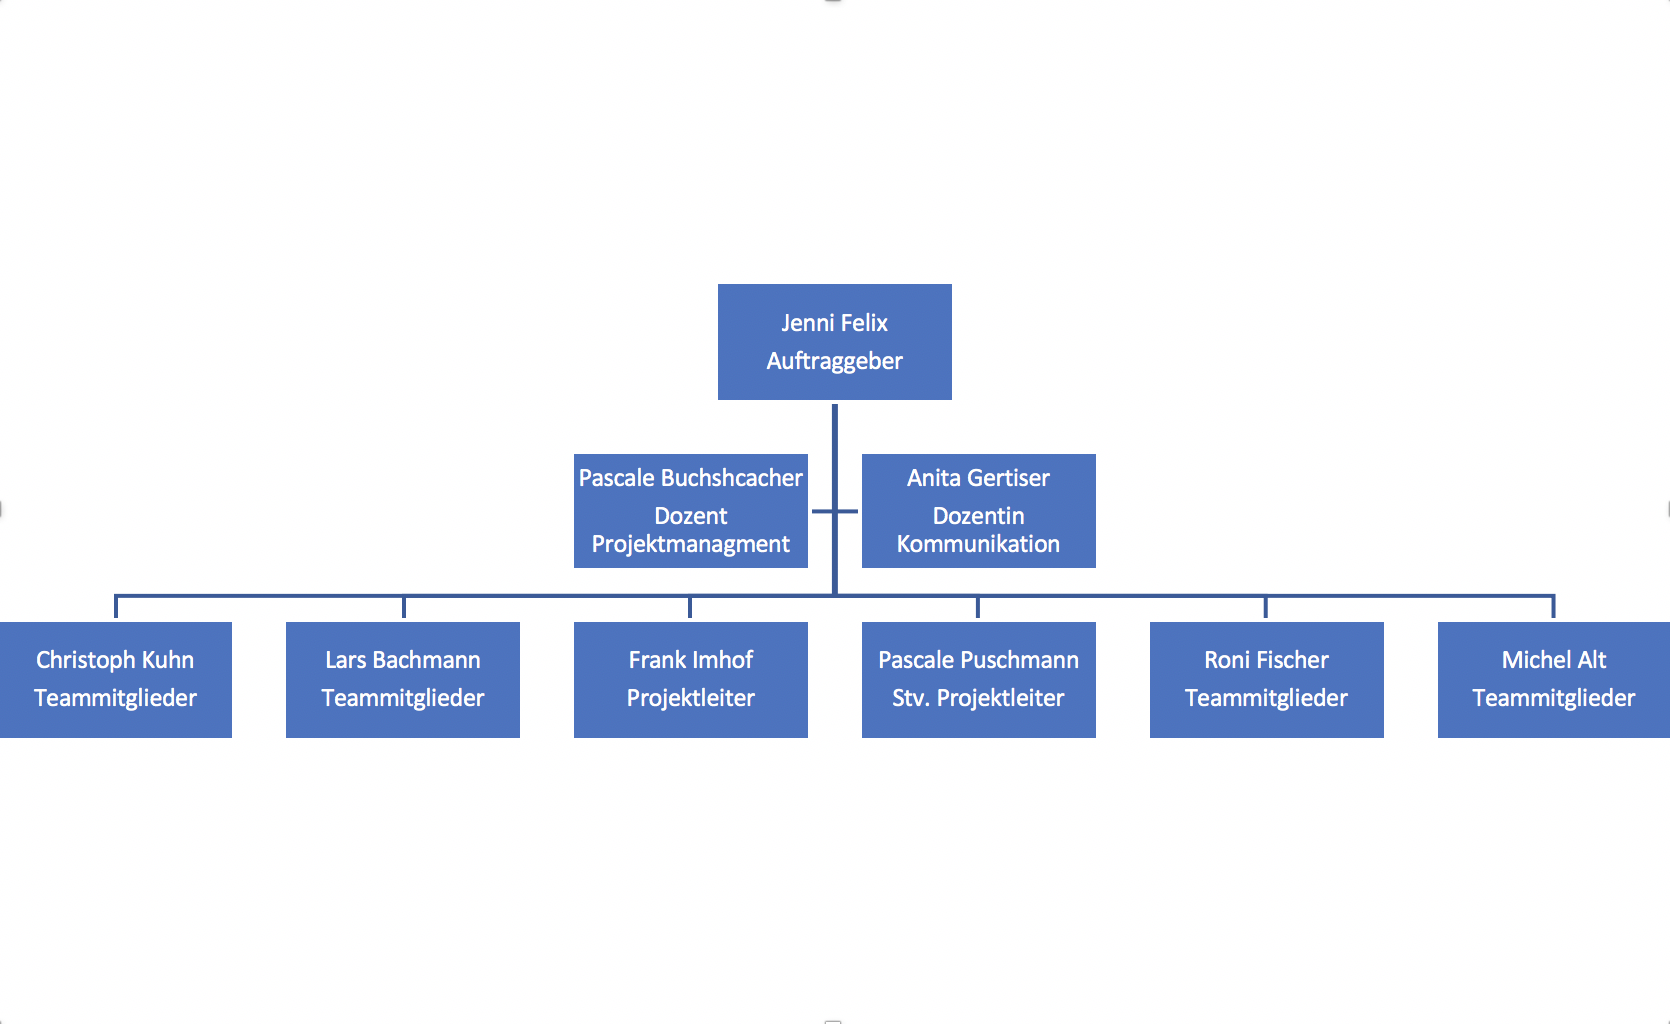 Jenni Felix
Auftraggeber
Pascale Buchshcacher
Dozent
Projektmanagment
Anita Gertiser
Dozentin
Kommunikation
Christoph Kuhn
Teammitglieder
Lars Bachmann
Teammitglieder
Frank Imhof
Projektleiter
Pascale Puschmann
Stv. Projektleiter
Roni Fischer
Teammitglieder
Michel Alt
Teammitglieder